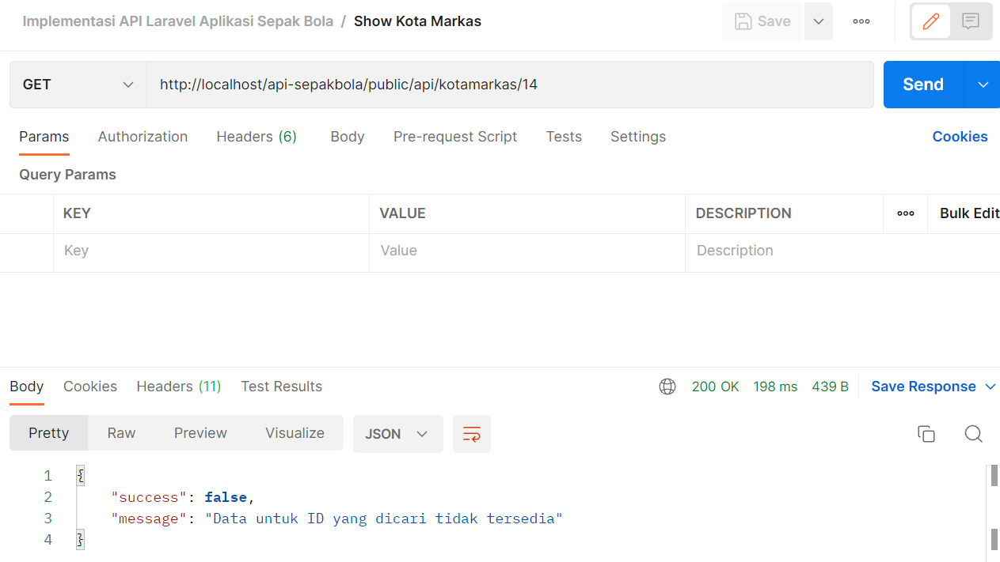 Implementasi API Laravel Aplikasi Sepak Bola / Show Kota Markas Save
GET http://localhost/api-sepakbola/public/api/kotamarkas/14 Send
Params Authorization Headers (6) Body Pre-request Script Tests Settings Cookies
Query Params
KEY VALUE DESCRIPTION Bulk Edit
Key Value Description
Body Cookies Headers (11) Test Results 200 OK 198 ms 439 B Save Response
Pretty Raw Preview Visualize JSON
1 {
2 "success": false,
3 "message": "Data untuk ID yang dicari tidak tersedia"
4 }